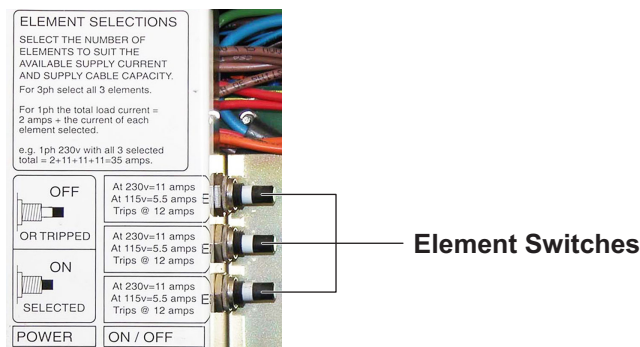 ELEMENT SELECTIONS
SELECT THE NUMBER OF
ELEMENTS TO SUIT THE
AVAILABLE SUPPLY CURRENT
AND SUPPLY CABLE CAPACITY.
For 3ph select all 3 elements.
For 1ph the total load current =
2 amps + the current of each
element selected.
e.g. 1ph 230v with all 3 selected
total = 2+11+11+11=35 amps.
OFF
OR TRIPPED
ON
SELECTED
At 230v=11 amps
At 115v=5.5 amps
Trips @ 12 amps
At 230v=11 amps
At 115v=5.5 amps
Trips @ 12 amps
At 230v=11 amps
At 115v=5.5 amps
Trips @ 12 amps
POWER
ON / OFF
Element Switches